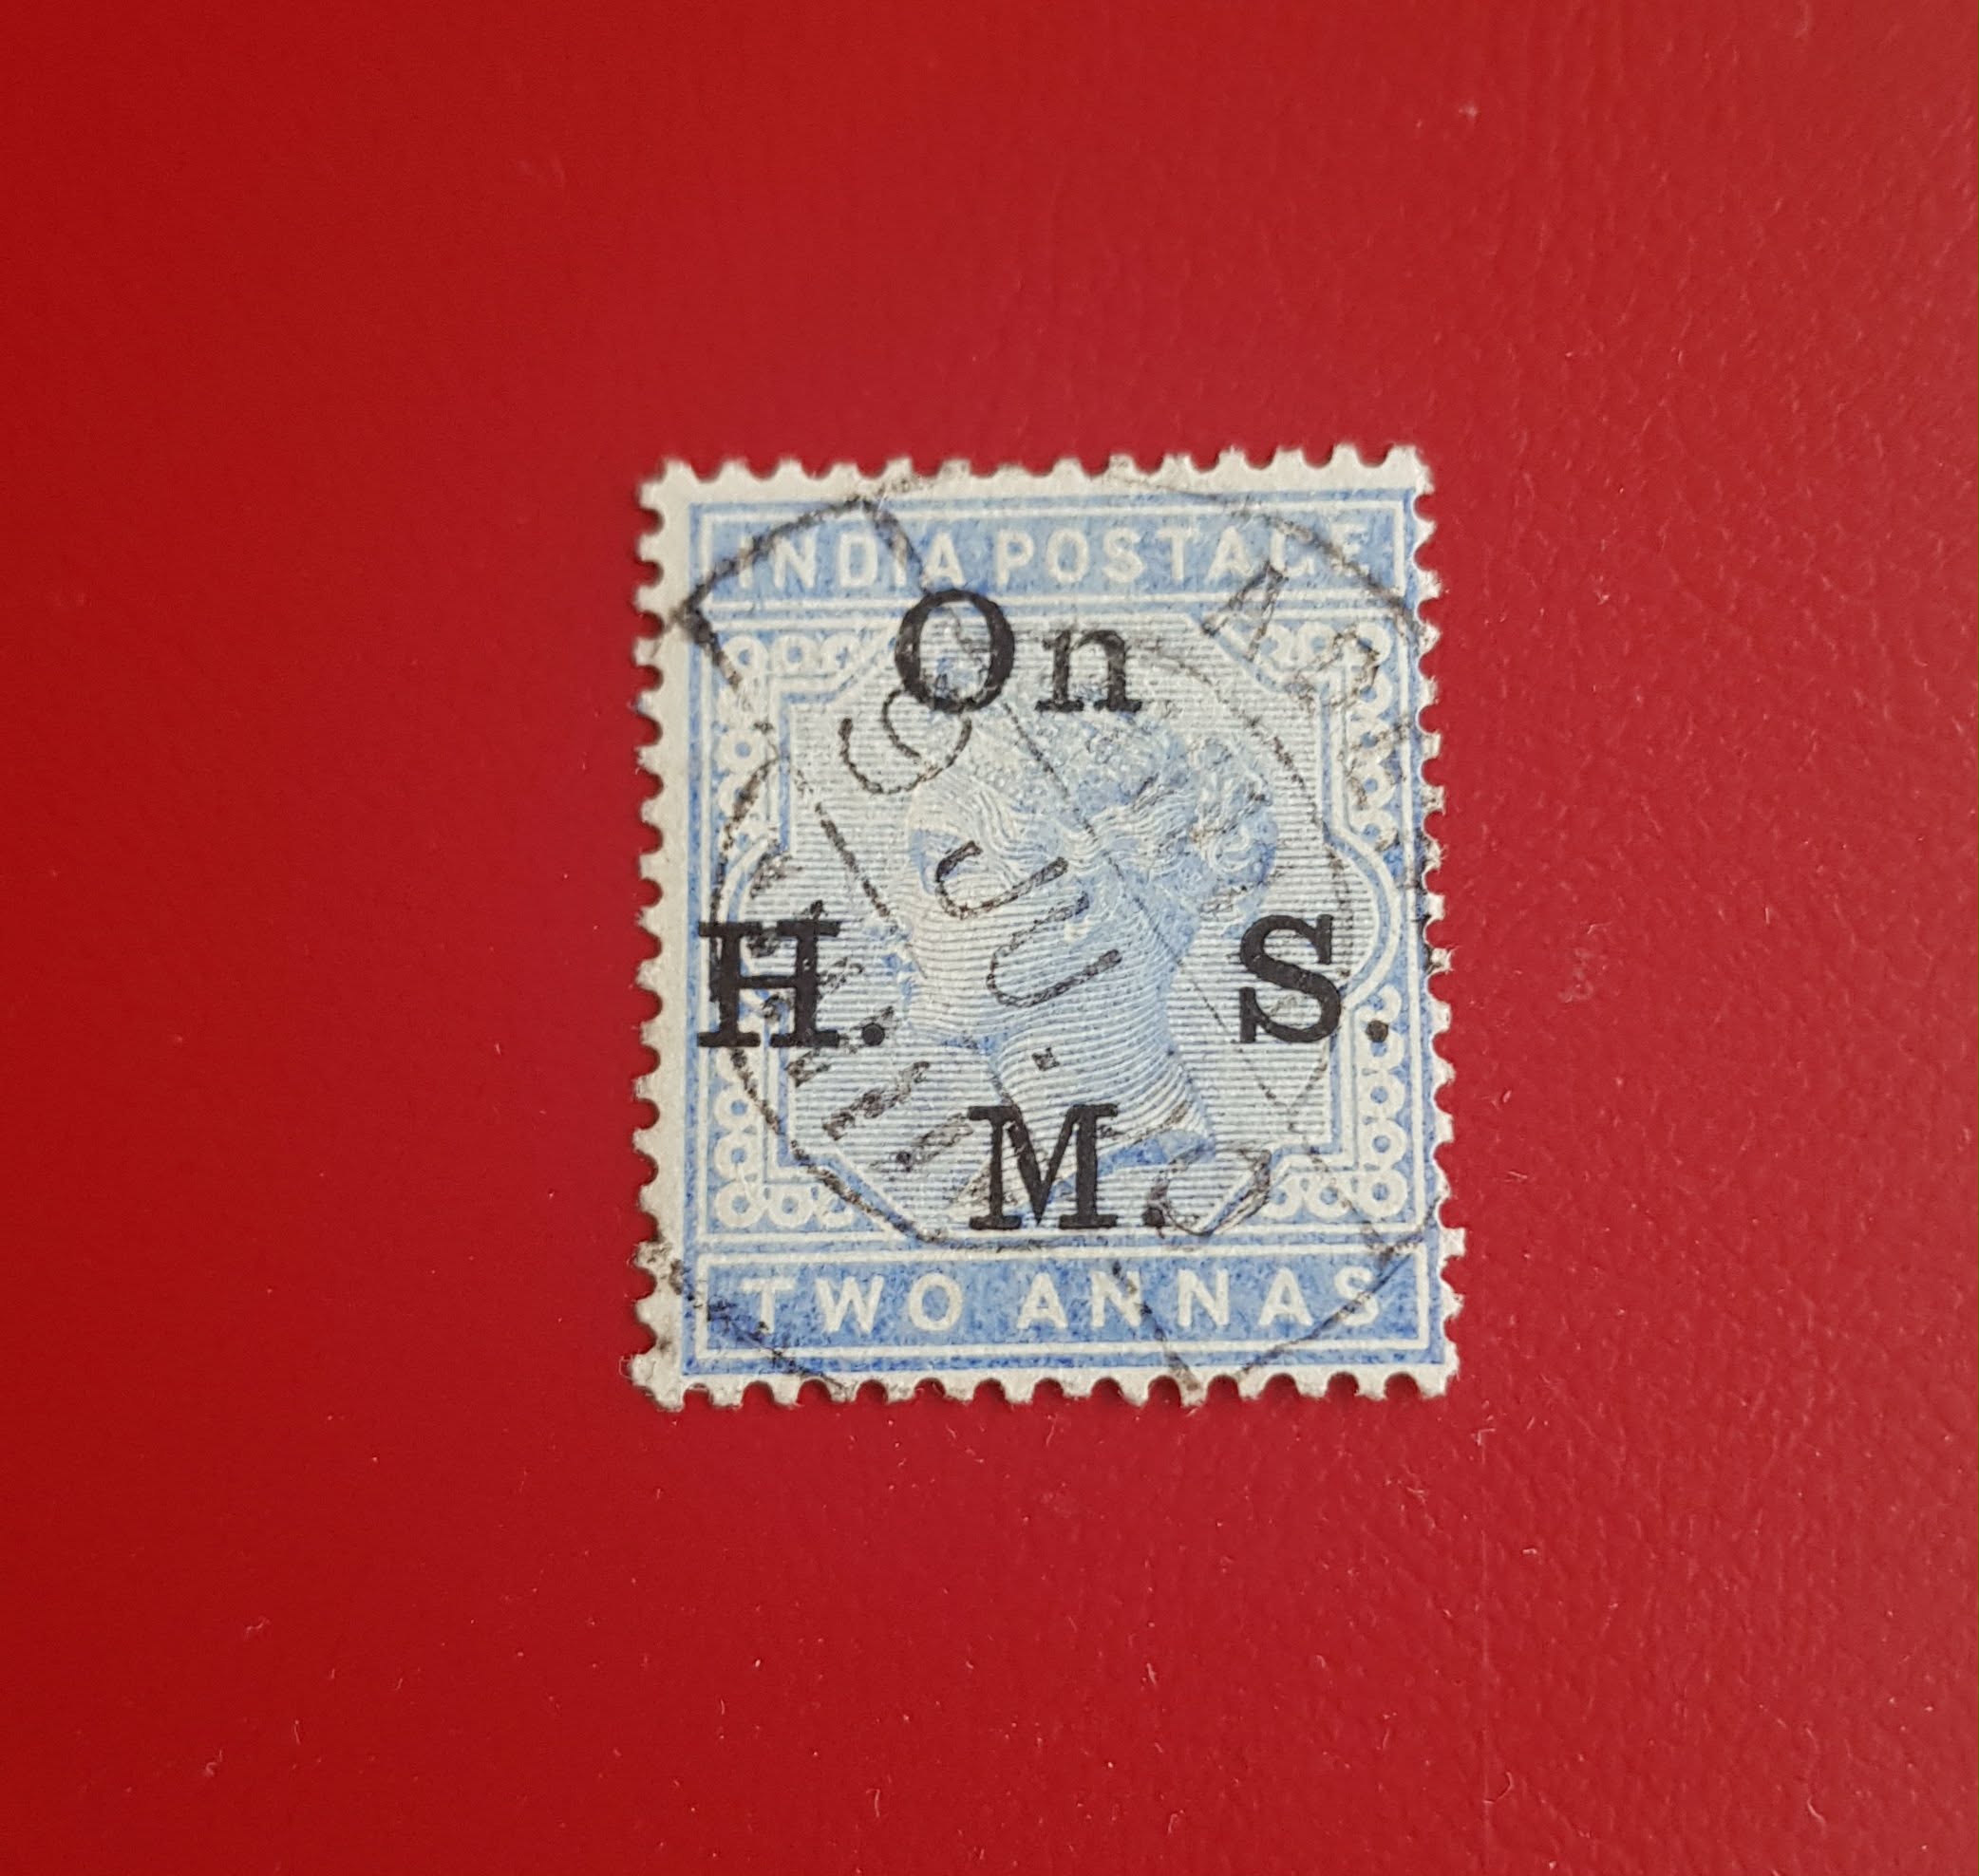 INDIA POSTAGE
On
H. S.
M.
TWO ANNAS